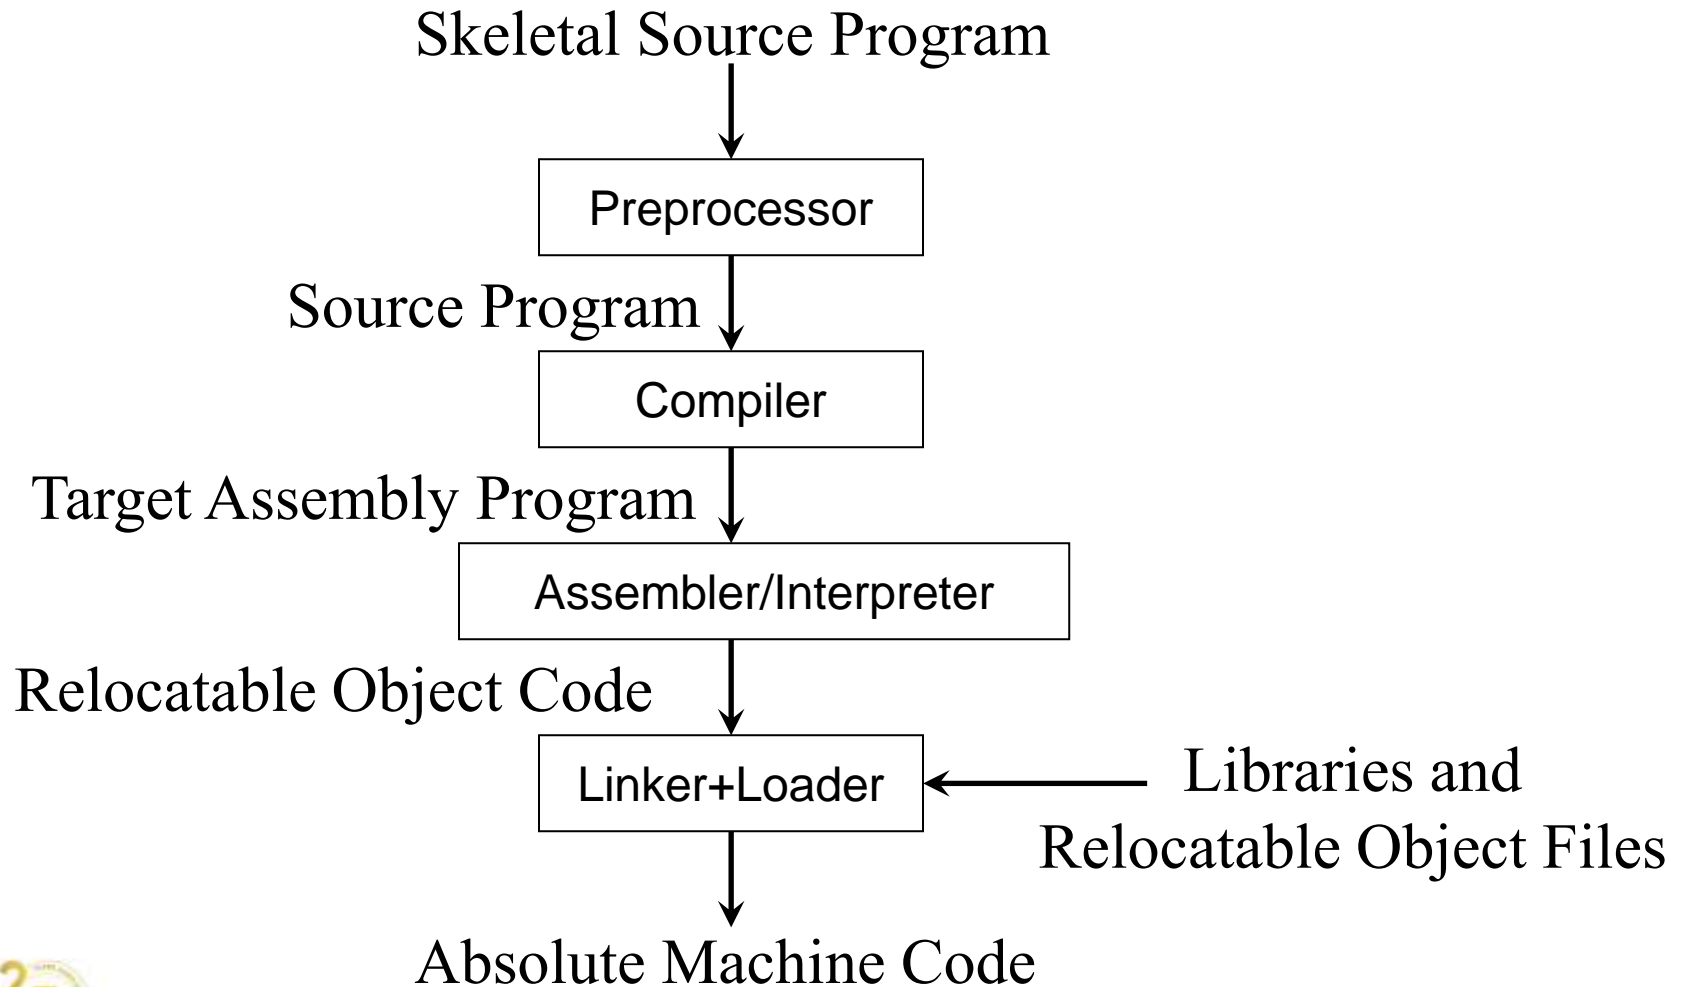 Skeletal Source Program
Preprocessor
Source Program
Compiler
Target Assembly Program
Assembler/Interpreter
Relocatable Object Code
Linker+Loader
Libraries and
Relocatable Object Files
Absolute Machine Code